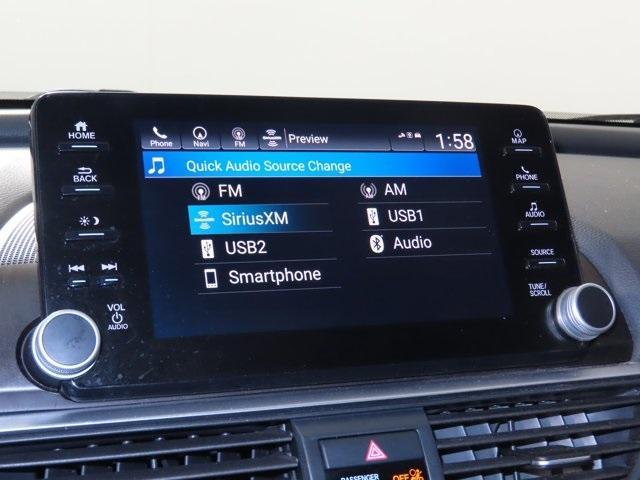 HOME
BACK
VOL
AUDIO
Phone Navi FM Preview 1:58
Quick Audio Source Change
FM AM
SiriusXM USB1
USB2 Audio
Smartphone
MAP
PHONE
AUDIO
SOURCE
TUNE/
SCROLL
PASSENGER
OFF